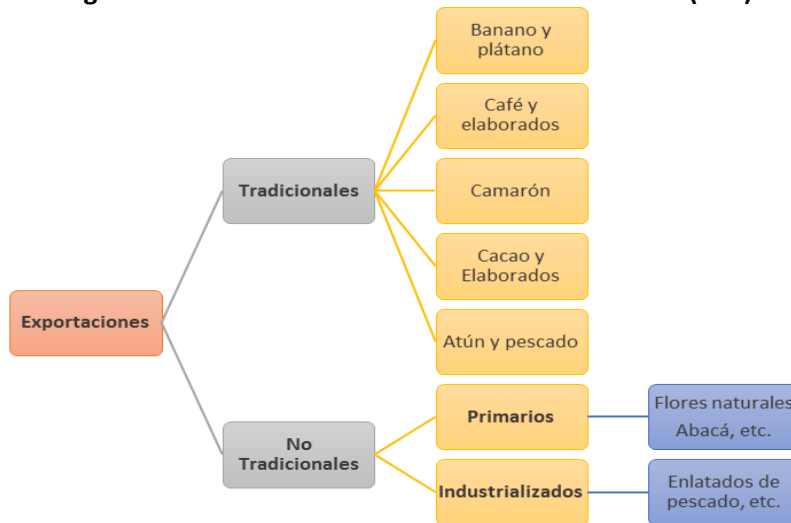 Banano y
plátano
Café y
elaborados
Tradicionales
Camarón
Cacao y
Elaborados
Exportaciones
Atún y pescado
Primarios
Flores naturales
Abacá, etc.
No
Tradicionales
Industrializados
Enlatados de
pescado, etc.